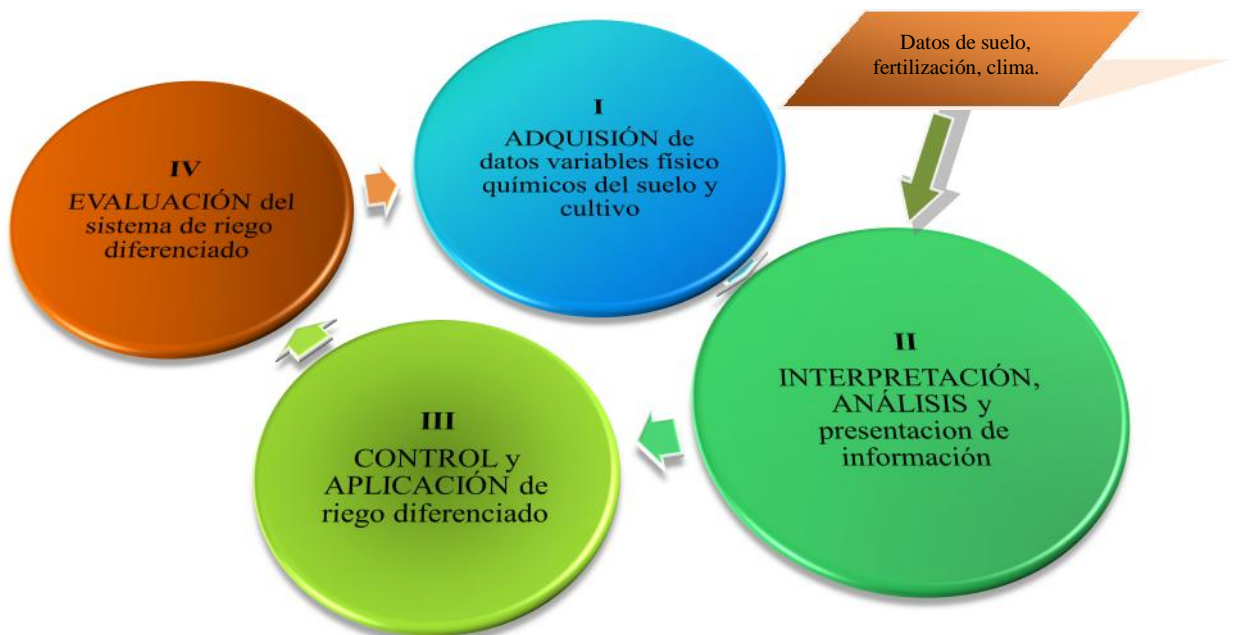 Datos de suelo,
fertilización, clima.
I
ADQUISIÓN de
datos variables físico
químicos del suelo y
cultivo
II
INTERPRETACIÓN,
ANÁLISIS y
presentacion de
información
III
CONTROL y
APLICACIÓN de
riego diferenciado
IV
EVALUACIÓN del
sistema de riego
diferenciado